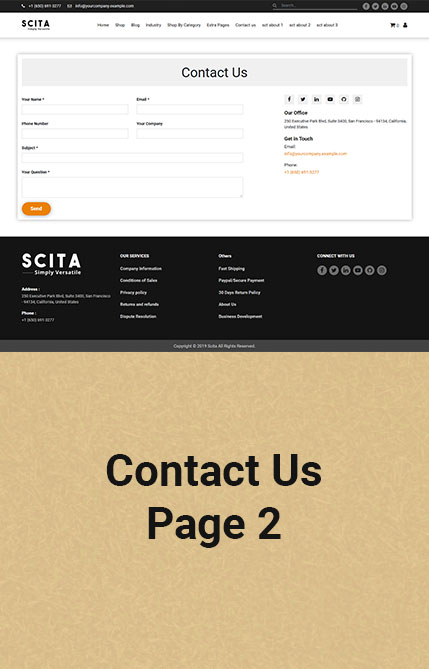 +1 (650) 691-3277 info@yourcompany.example.com Search...
SCITA
Simply Versatile
Home Shop Blog Industry Shop By Category Extra Pages Contact us sct about 1 sct about 2 sct about 3 0
Contact Us
Your Name * Email *
Phone Number Your Company
Subject *
Your Question *
Send
Our Office
250 Executive Park Blvd, Suite 3400, San Francisco - 94134, California,
United States
Get in Touch
Email:
info@yourcompany.example.com
Phone:
+1 (650) 691-3277
SCITA
Simply Versatile
Address :
250 Executive Park Blvd, Suite 3400, San Francisco
- 94134, California, United States
Phone :
+1 (650) 691-3277
OUR SERVICES
Company Information
Conditions of Sales
Privacy policy
Returns and refunds
Dispute Resolution
Others
Fast Shipping
Paypal/Secure Payment
30 Days Return Policy
About Us
Business Development
CONNECT WITH US
Copyright © 2019 Scita All Rights Reserved.
Contact Us
Page 2